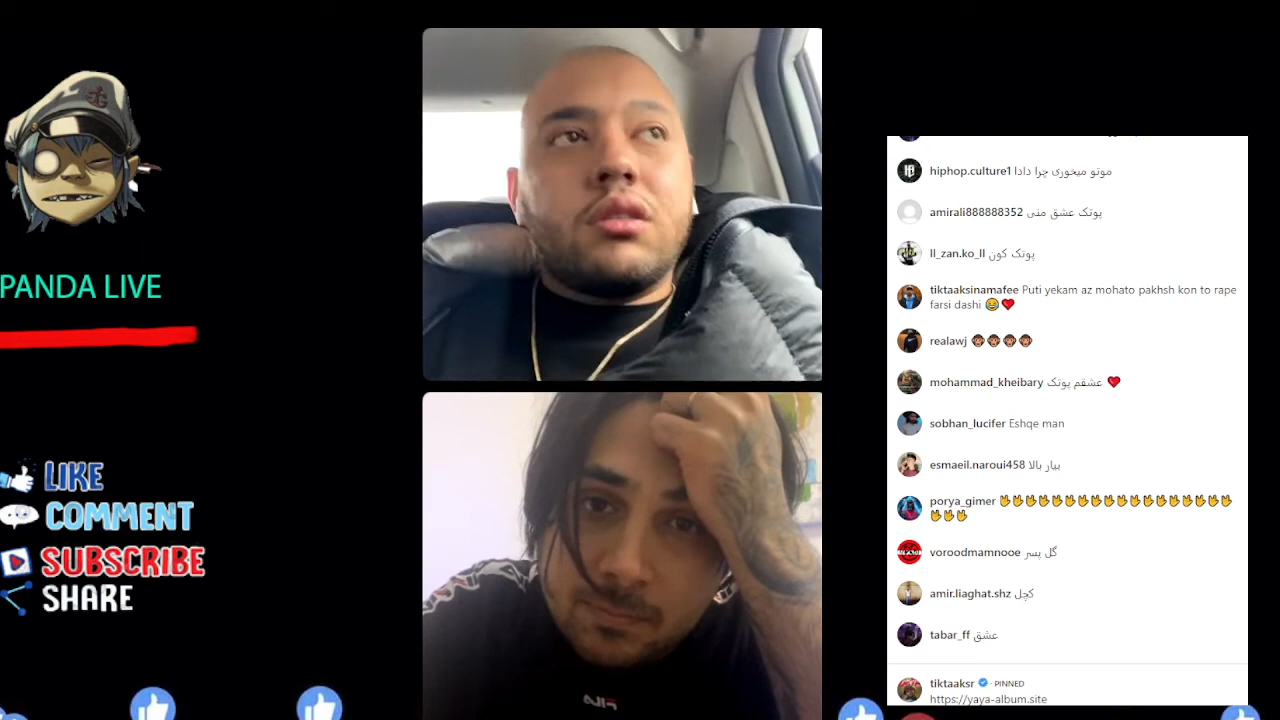 PANDA LIVE
LIKE
COMMENT
SUBSCRIBE
SHARE
FILA
hiphop.culture1 موتو میخوری چرا دادا
amirali888888352 پوتک عشق منی
ll_zan.ko_ll پوتک کون
tiktaaksinamafee Puti yekam az mohato pakhsh kon to rape
farsi dashi 😂❤️
realawj 🐵🐵🐵🐵
mohammad_kheibary عشقم پوتک ❤️
sobhan_lucifer Eshqe man
esmaeil.naroui458 بیار بالا
porya_gimer 🤟🤟🤟🤟🤟🤟🤟🤟🤟🤟🤟🤟🤟🤟🤟🤟🤟🤟
🤟🤟🤟
voroodmamnooe گل پسر
amir.liaghat.shz کچل
tabar_ff عشق
tiktaaksr · PINNED
https://yaya-album.site